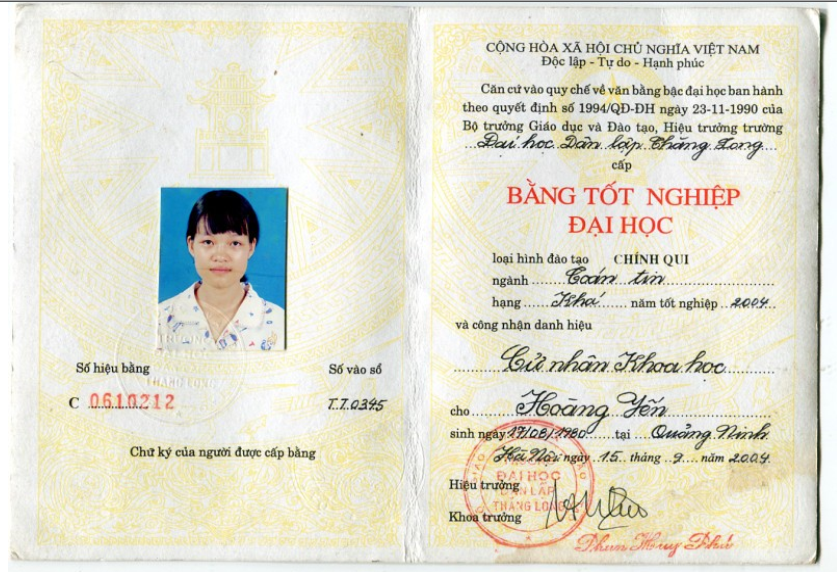 THĂNG LONG
Số hiệu bằng
Số vào sổ
C 0610212
T.T.0345
Chữ ký của người được cấp bằng
CỘNG HÒA XÃ HỘI CHỦ NGHĨA VIỆT NAM
Độc lập - Tự do - Hạnh phúc
Căn cứ vào quy chế về văn bằng bậc đại học ban hành
theo quyết định số 1994/QĐ-ĐH ngày 23-11-1990 của
Bộ trưởng Giáo dục và Đào tạo, Hiệu trưởng trường
Đại học Dân lập Thăng Long
cấp
BẰNG TỐT NGHIỆP
ĐẠI HỌC
loại hình đào tạo CHÍNH QUI
ngành Toán tin
hạng Khá năm tốt nghiệp 2004
và công nhận danh hiệu
Cử nhân Khoa học
cho Hoàng Yến
sinh ngày 17/08/1980 tại Quảng Ninh
Hà Nội ngày 15 tháng 9 năm 2004
Hiệu trưởng
Khoa trưởng
TRƯỜNG
ĐẠI HỌC
DÂN LẬP
THĂNG LONG